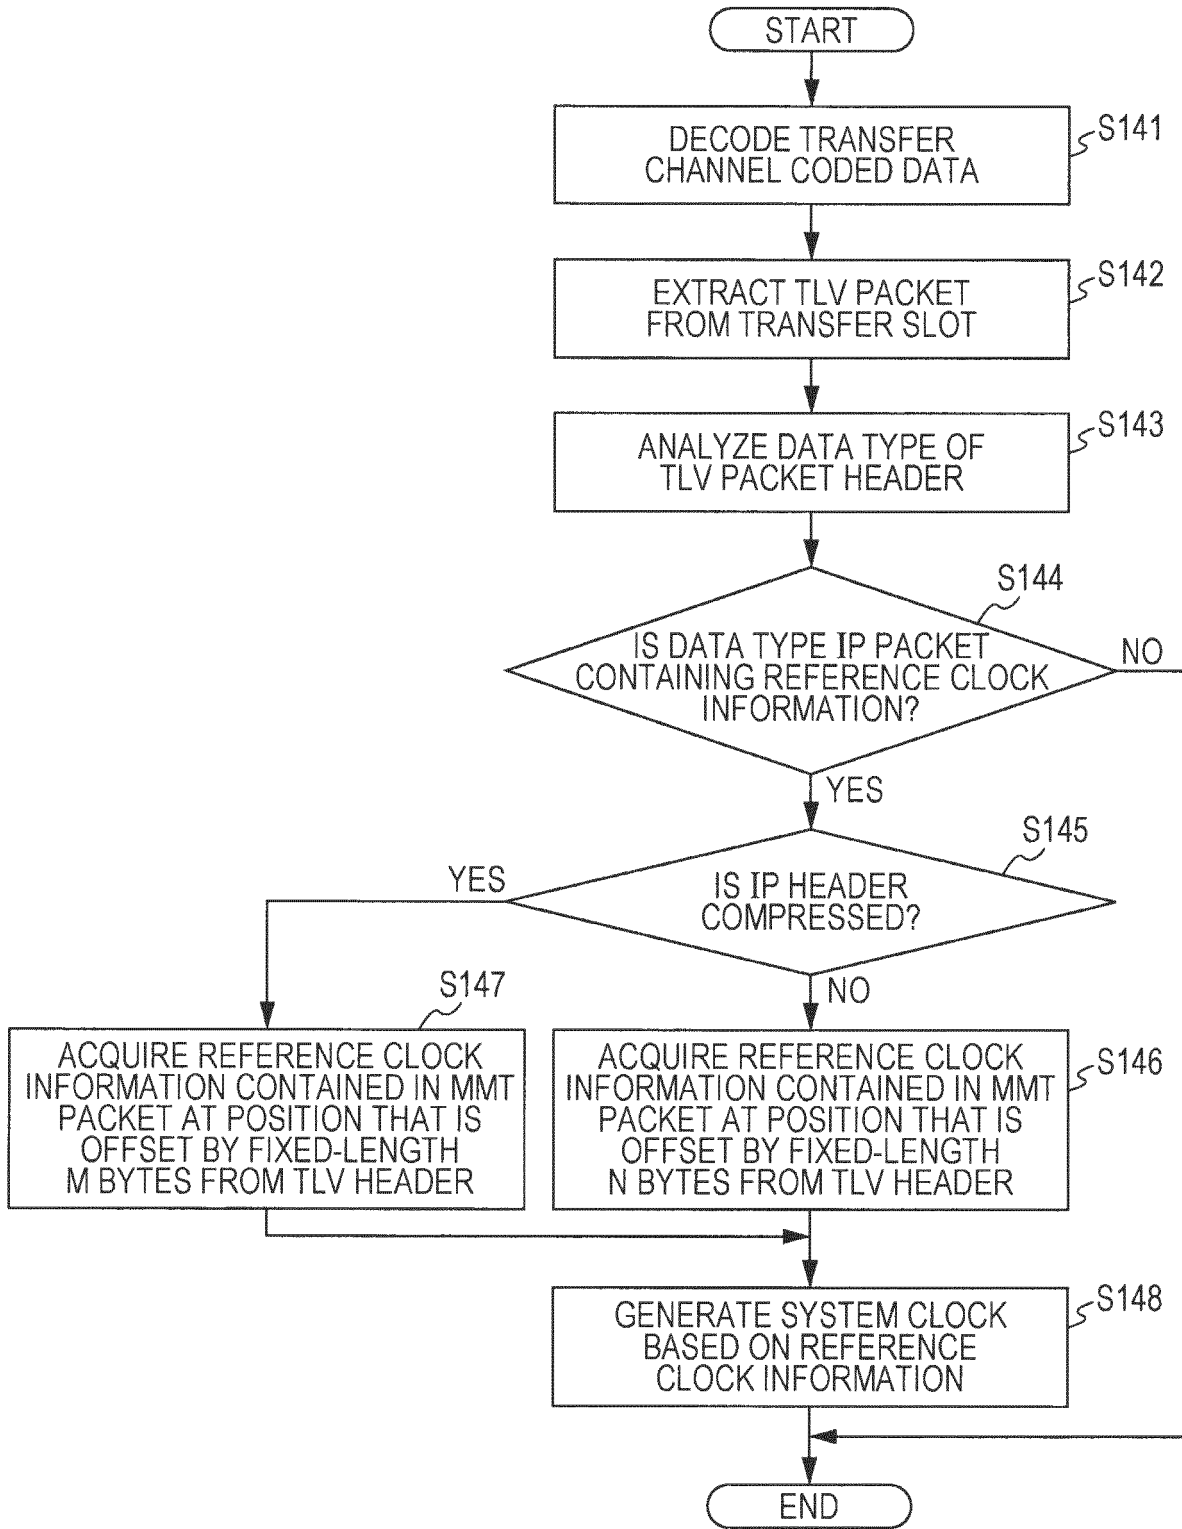 START
DECODE TRANSFER
CHANNEL CODED DATA
S141
EXTRACT TLV PACKET
FROM TRANSFER SLOT
S142
ANALYZE DATA TYPE OF
TLV PACKET HEADER
S143
S144
IS DATA TYPE IP PACKET
CONTAINING REFERENCE CLOCK
INFORMATION?
NO
YES
S145
IS IP HEADER
COMPRESSED?
YES
NO
S147
ACQUIRE REFERENCE CLOCK
INFORMATION CONTAINED IN MMT
PACKET AT POSITION THAT IS
OFFSET BY FIXED-LENGTH
M BYTES FROM TLV HEADER
ACQUIRE REFERENCE CLOCK
INFORMATION CONTAINED IN MMT
PACKET AT POSITION THAT IS
OFFSET BY FIXED-LENGTH
N BYTES FROM TLV HEADER
S146
GENERATE SYSTEM CLOCK
BASED ON REFERENCE
CLOCK INFORMATION
S148
END